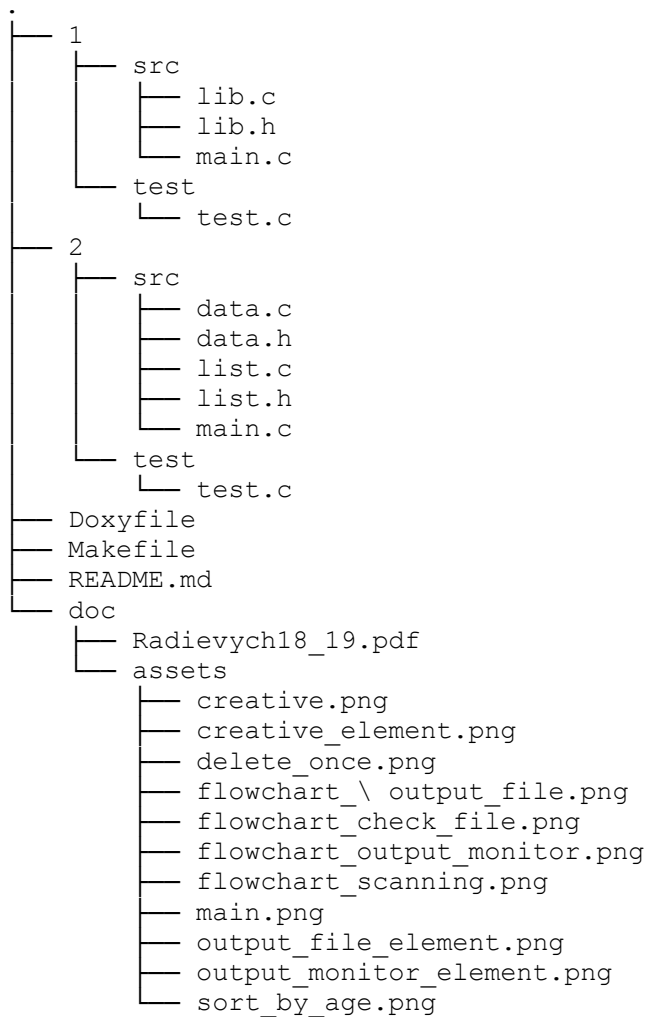 .
├── 1
│   ├── src
│   │   ├── lib.c
│   │   ├── lib.h
│   │   └── main.c
│   └── test
│       └── test.c
├── 2
│   ├── src
│   │   ├── data.c
│   │   ├── data.h
│   │   ├── list.c
│   │   ├── list.h
│   │   └── main.c
│   └── test
│       └── test.c
├── Doxyfile
├── Makefile
├── README.md
└── doc
    ├── Radievych18_19.pdf
    └── assets
        ├── creative.png
        ├── creative_element.png
        ├── delete_once.png
        ├── flowchart_\ output_file.png
        ├── flowchart_check_file.png
        ├── flowchart_output_monitor.png
        ├── flowchart_scanning.png
        ├── main.png
        ├── output_file_element.png
        ├── output_monitor_element.png
        └── sort_by_age.png